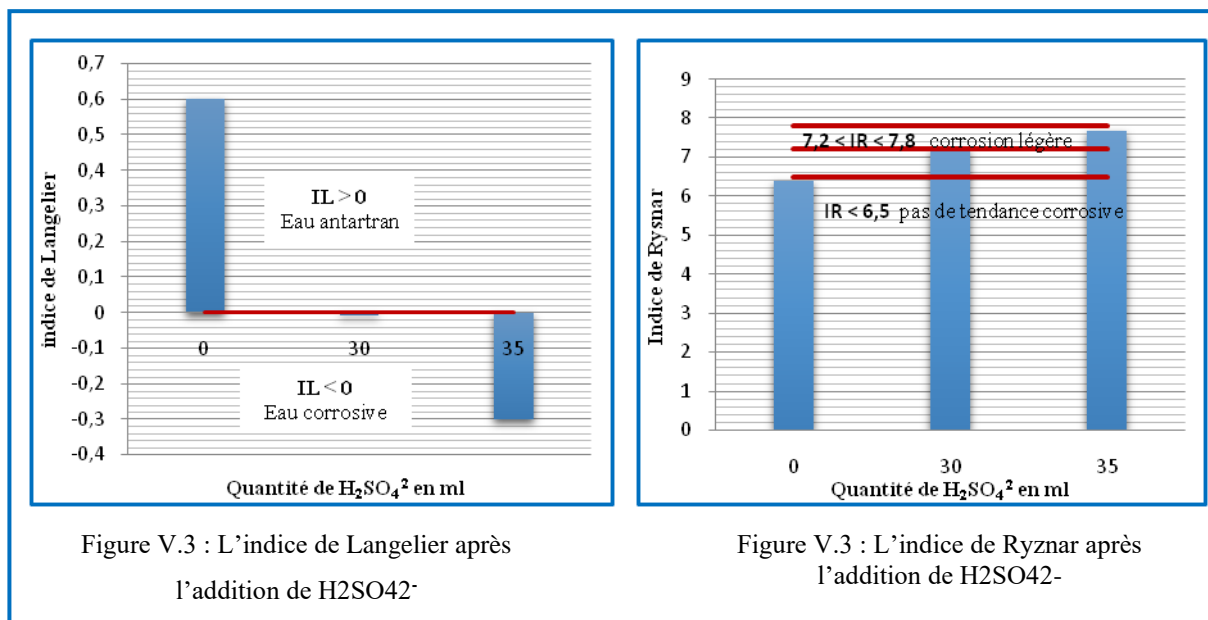 0,7
0,6
0,5
0,4
0,3
0,2
0,1
0
-0,1
-0,2
-0,3
-0,4
indice de Langelier
IL > 0
Eau antartran
0 30 35
IL < 0
Eau corrosive
Quantité de H₂SO₄² en ml
Figure V.3 : L’indice de Langelier après
l’addition de H2SO42⁻
9
8
7
6
5
4
3
2
1
0
Indice de Rysnar
7,2 < IR < 7,8 corrosion légère
IR < 6,5 pas de tendance corrosive
0 30 35
Quantité de H₂SO₄² en ml
Figure V.3 : L’indice de Ryznar après
l’addition de H2SO42-